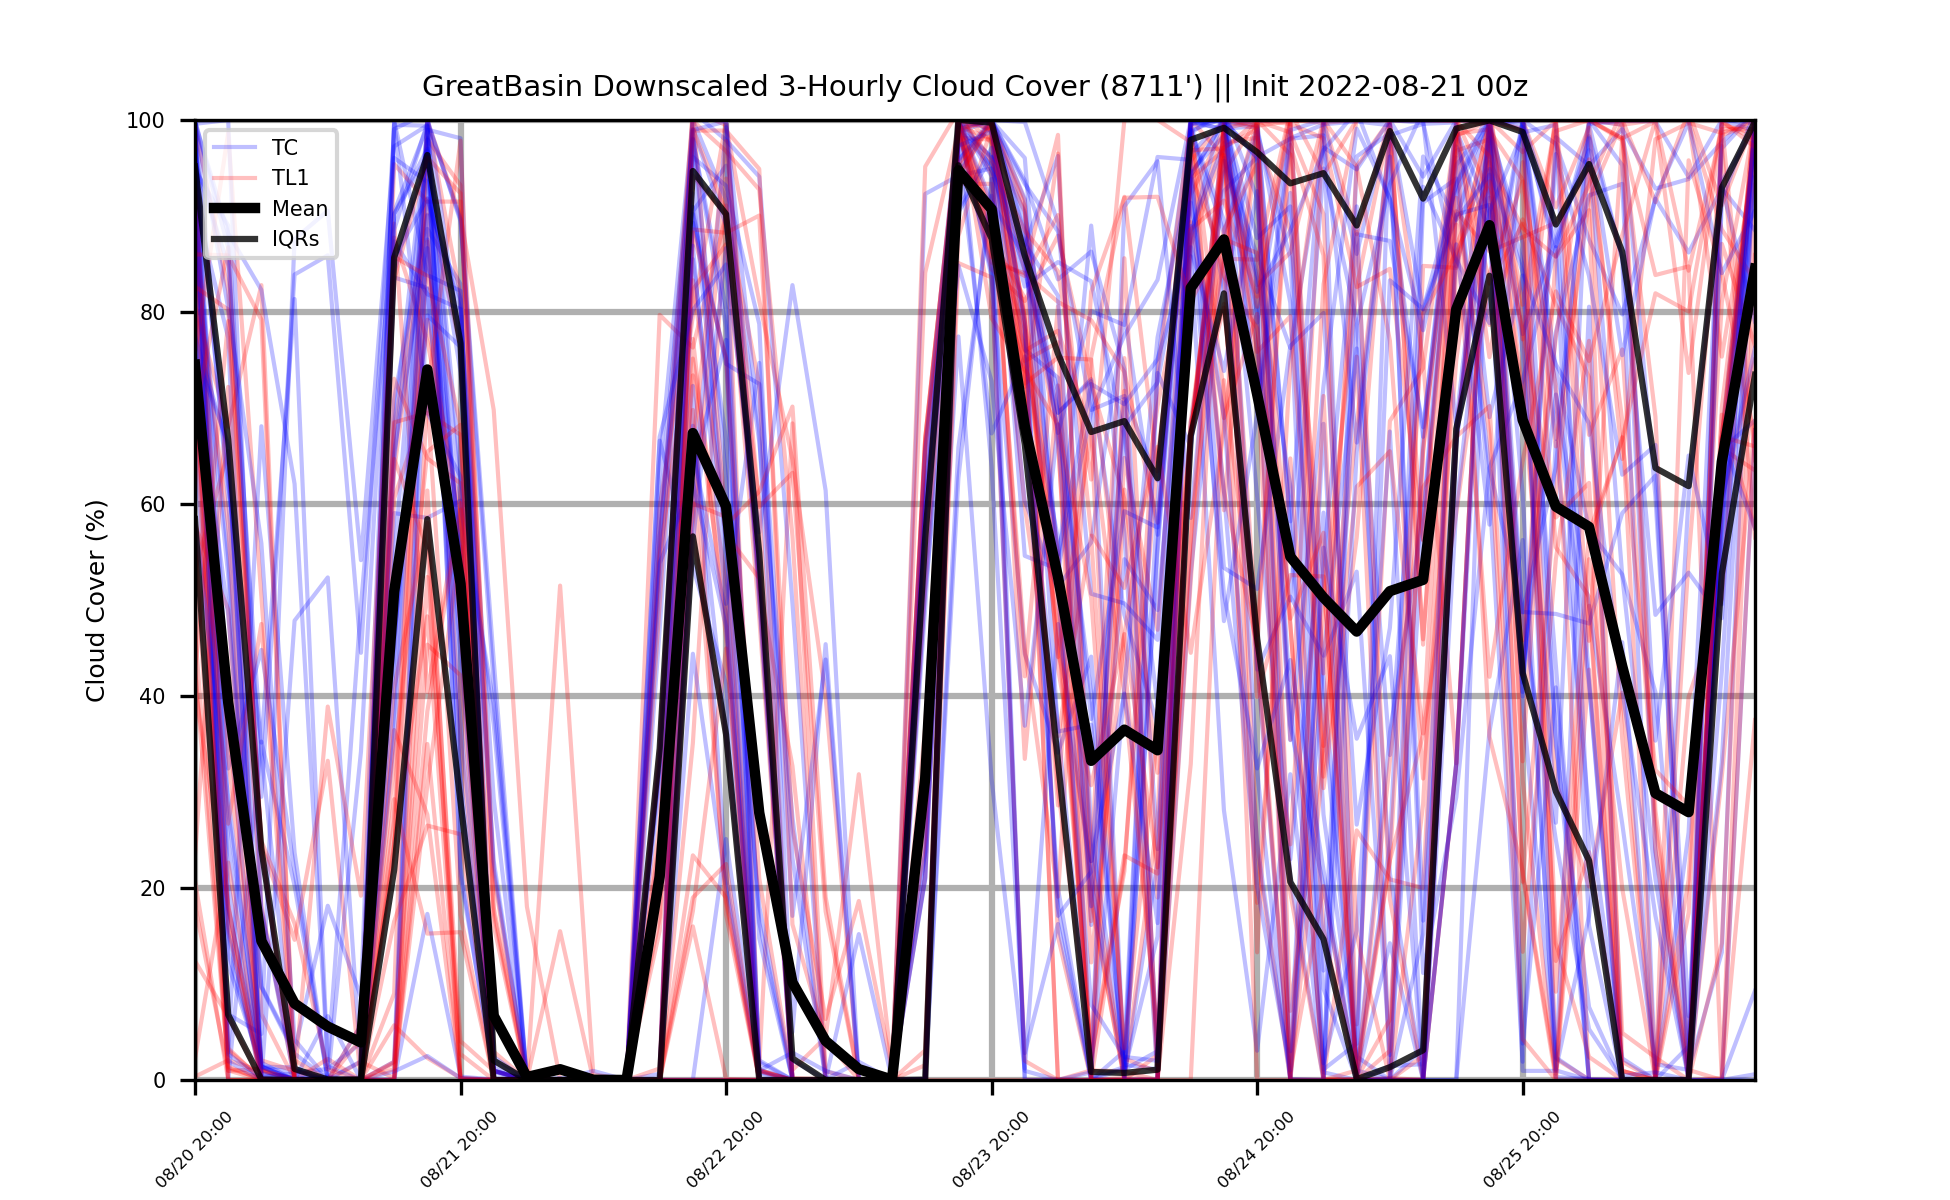 GreatBasin Downscaled 3-Hourly Cloud Cover (8711') || Init 2022-08-21 00z
100
80
60
40
20
0
Cloud Cover (%)
TC
TL1
Mean
IQRs
08/20 20:00
08/21 20:00
08/22 20:00
08/23 20:00
08/24 20:00
08/25 20:00